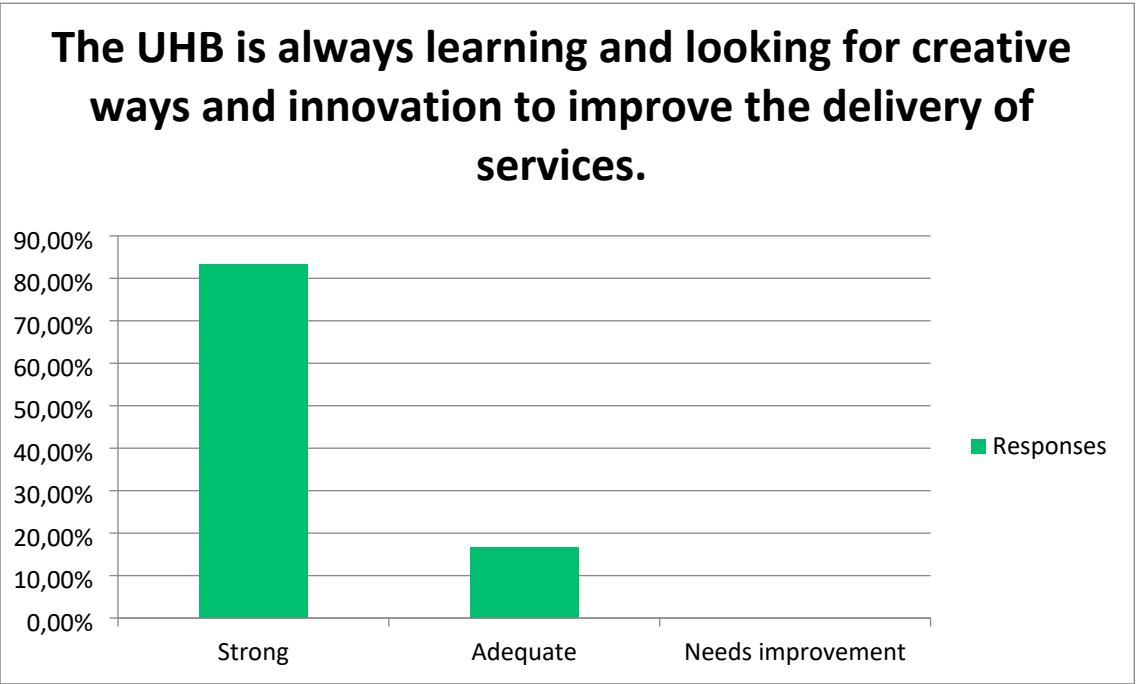 The UHB is always learning and looking for creative
ways and innovation to improve the delivery of
services.
90,00%
80,00%
70,00%
60,00%
50,00%
40,00%
30,00%
20,00%
10,00%
0,00%
Strong
Adequate
Needs improvement
Responses